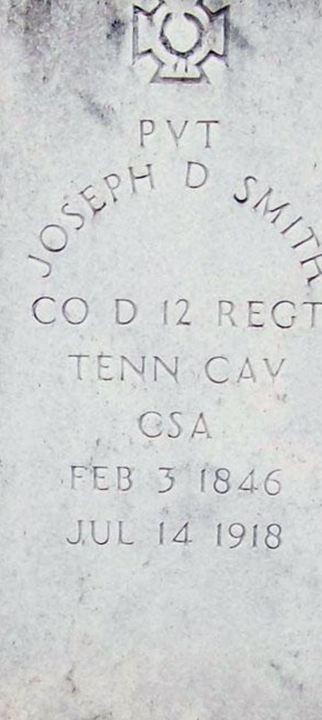 PVT
JOSEPH D SMITH
CO D 12 REGT
TENN CAV
CSA
FEB 3 1846
JUL 14 1918